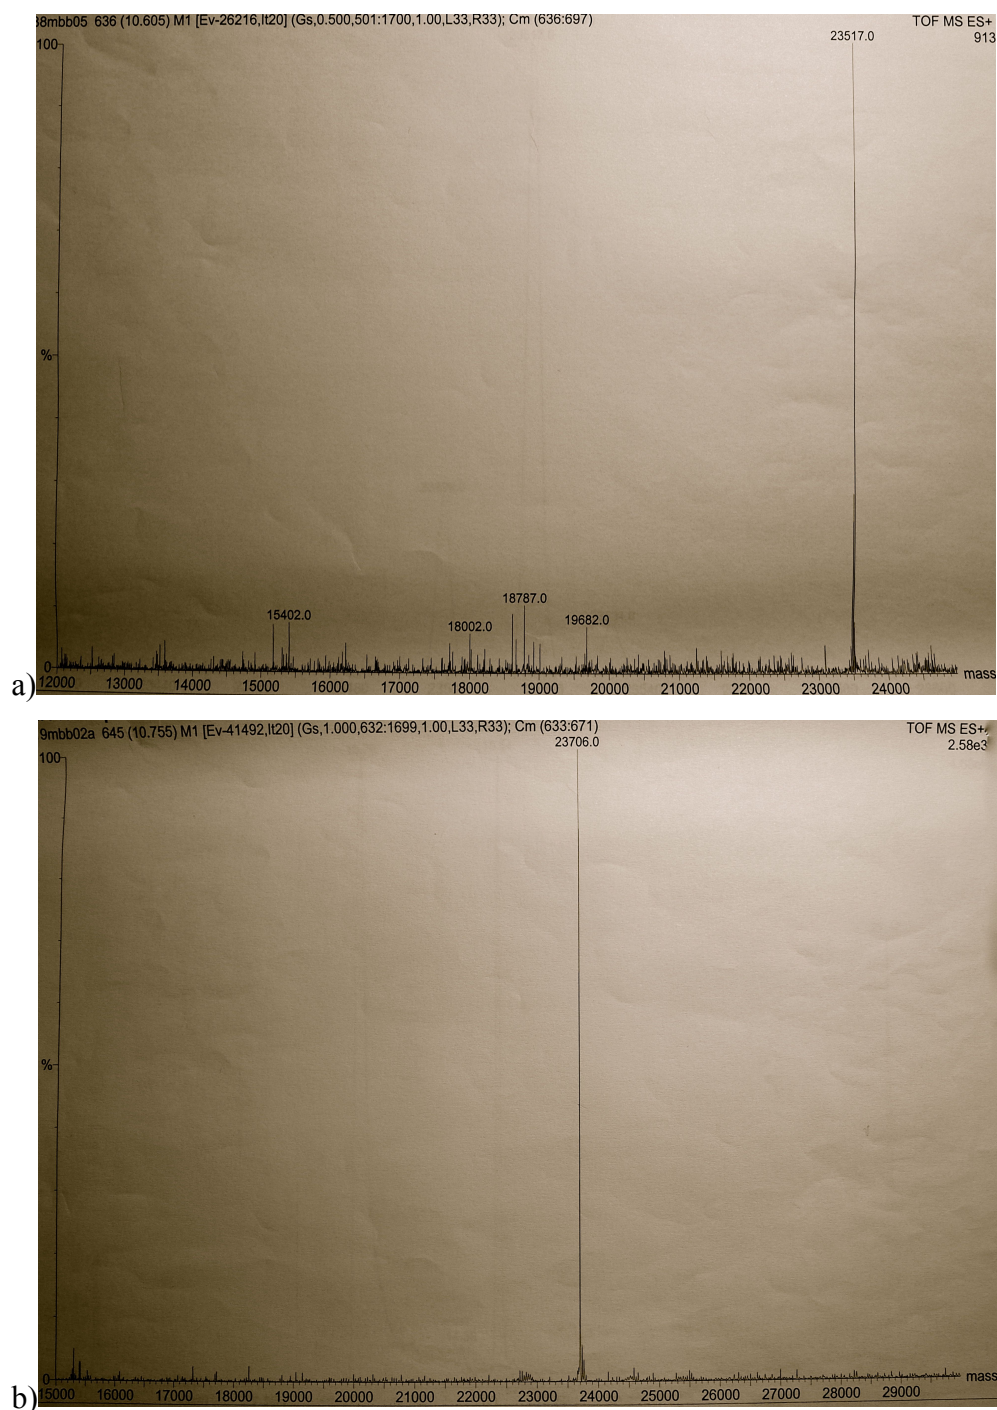 38mbb05 636 (10.605) M1 [Ev-26216,It20] (Gs,0.500,501:1700,1.00,L33,R33); Cm (636:697)
TOF MS ES+
913
23517.0
100
%
15402.0
18002.0
18787.0
19682.0
0
12000 13000 14000 15000 16000 17000 18000 19000 20000 21000 22000 23000 24000
mass
a)
9mbb02a 645 (10.755) M1 [Ev-41492,It20] (Gs,1.000,632:1699,1.00,L33,R33); Cm (633:671)
TOF MS ES+
2.58e3
23706.0
100
%
0
15000 16000 17000 18000 19000 20000 21000 22000 23000 24000 25000 26000 27000 28000 29000
mass
b)